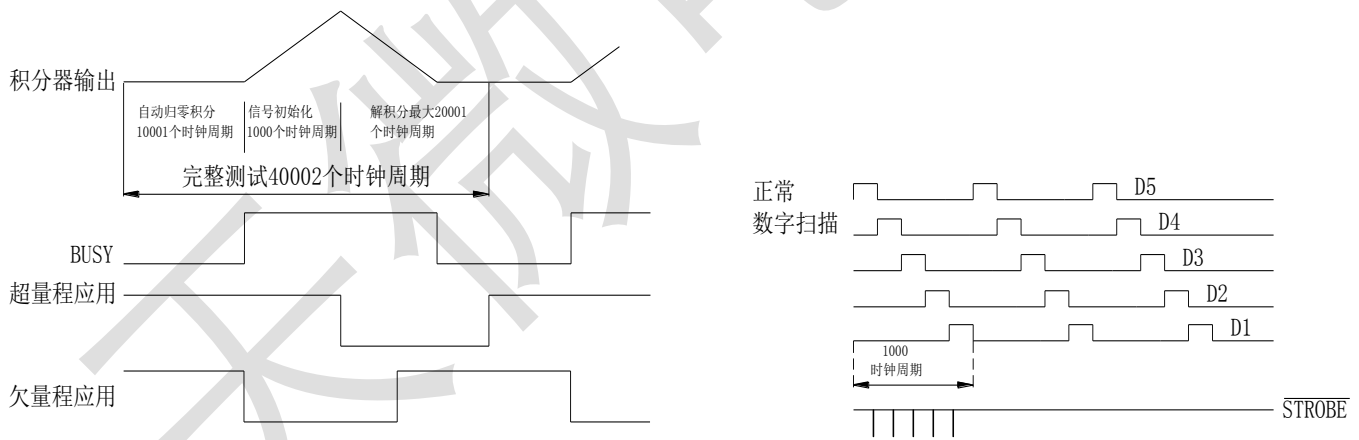 积分器输出
自动归零积分
10001个时钟周期
信号初始化
1000个时钟周期
解积分最大20001
个时钟周期
完整测试40002个时钟周期
BUSY
超量程应用
欠量程应用
正常
数字扫描
D5
D4
D3
D2
D1
1000
时钟周期
STROBE